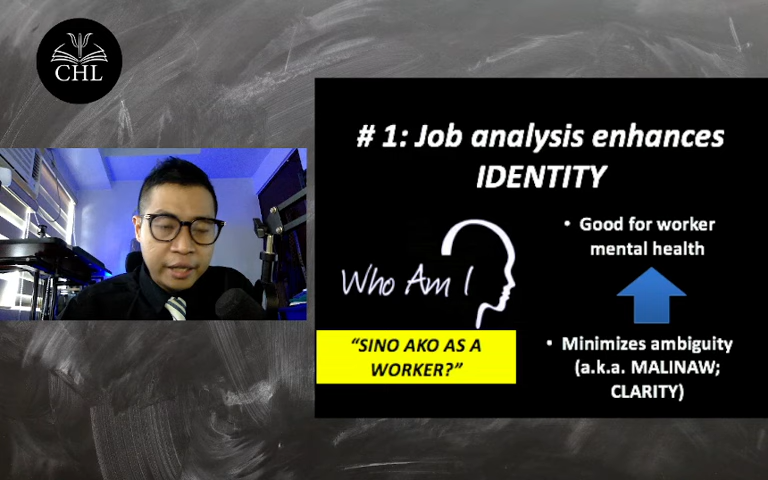 CHL
# 1: Job analysis enhances
IDENTITY
Who Am I
“SINO AKO AS A
WORKER?”
• Good for worker
mental health
• Minimizes ambiguity
(a.k.a. MALINAW;
CLARITY)